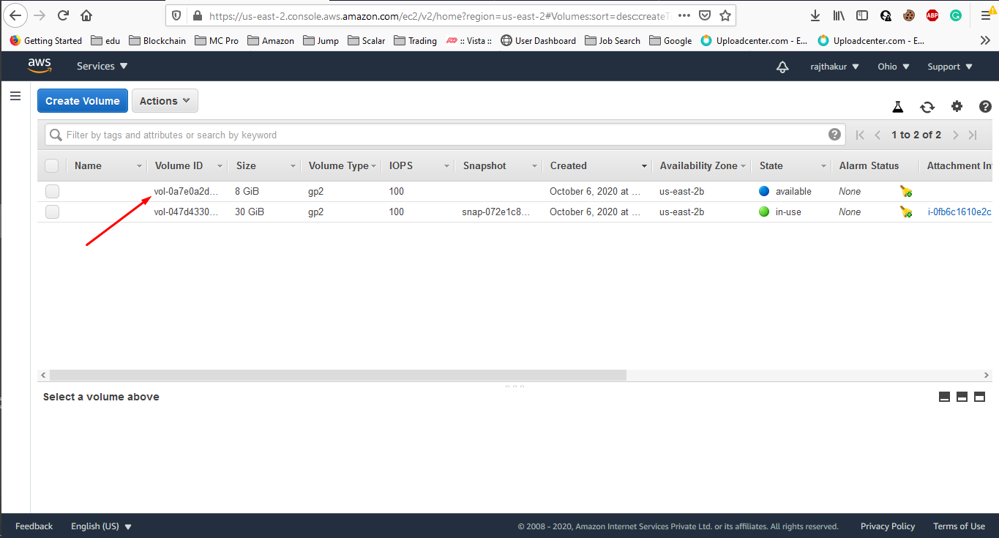 https://us-east-2.console.aws.amazon.com/ec2/v2/home?region=us-east-2#Volumes:sort=desc:createT
Getting Started edu Blockchain MC Pro Amazon Jump Scalar Trading :: Vista :: User Dashboard Job Search Google Uploadcenter.com - E... Uploadcenter.com - E...
aws Services rajthakur Ohio Support
Create Volume Actions
Filter by tags and attributes or search by keyword 1 to 2 of 2
Name Volume ID Size Volume Type IOPS Snapshot Created Availability Zone State Alarm Status Attachment In
vol-0a7e0a2d... 8 GiB gp2 100 October 6, 2020 at ... us-east-2b available None
vol-047d4330... 30 GiB gp2 100 snap-072e1c8... October 6, 2020 at ... us-east-2b in-use None i-0fb6c1610e2c
Select a volume above
Feedback English (US) © 2008 - 2020, Amazon Internet Services Private Ltd. or its affiliates. All rights reserved. Privacy Policy Terms of Use